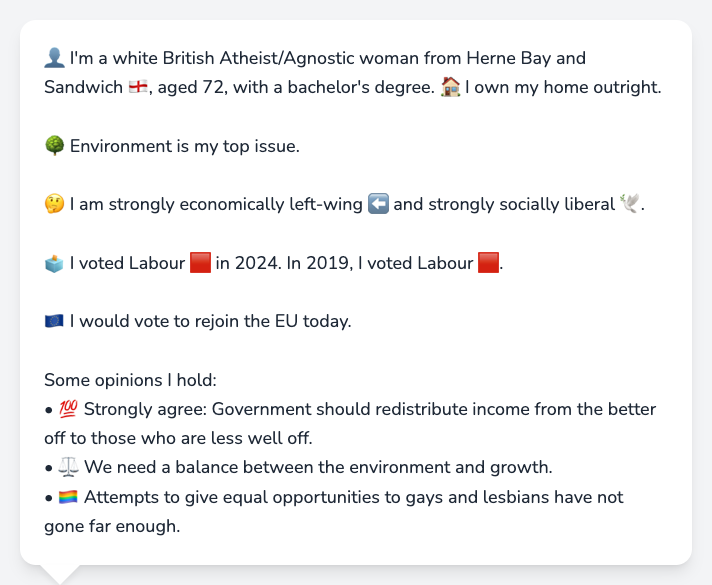 👤 I'm a white British Atheist/Agnostic woman from Herne Bay and
Sandwich 🏴󠁧󠁢󠁥󠁮󠁧󠁿, aged 72, with a bachelor's degree. 🏠 I own my home outright.
🌳 Environment is my top issue.
🤔 I am strongly economically left-wing ⬅️ and strongly socially liberal 🕊️.
🗳️ I voted Labour 🟥 in 2024. In 2019, I voted Labour 🟥.
🇪🇺 I would vote to rejoin the EU today.
Some opinions I hold:
• 💯 Strongly agree: Government should redistribute income from the better
off to those who are less well off.
• ⚖️ We need a balance between the environment and growth.
• 🏳️‍🌈 Attempts to give equal opportunities to gays and lesbians have not
gone far enough.